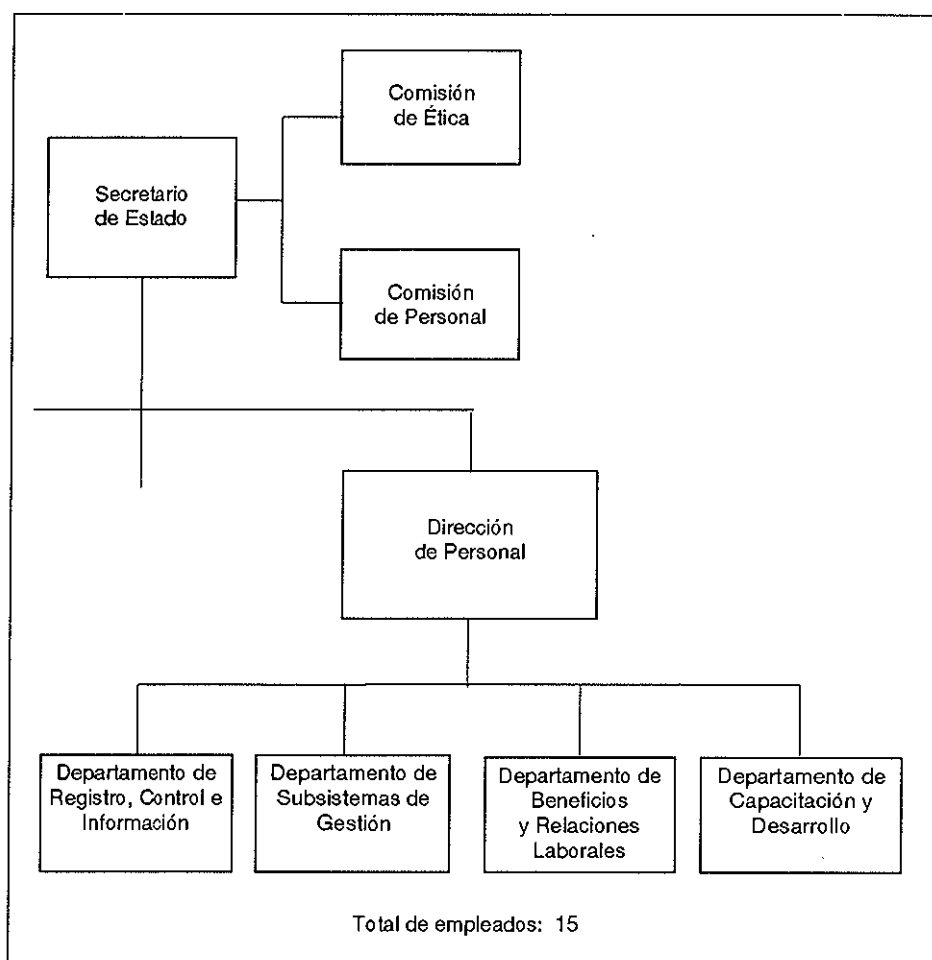 Comisión
de Ética
Secretario
de Estado
Comisión
de Personal
Dirección
de Personal
Departamento de
Registro, Control e
Información
Departamento de
Subsistemas de
Gestión
Departamento de
Beneficios
y Relaciones
Laborales
Departamento de
Capacitación y
Desarrollo
Total de empleados: 15